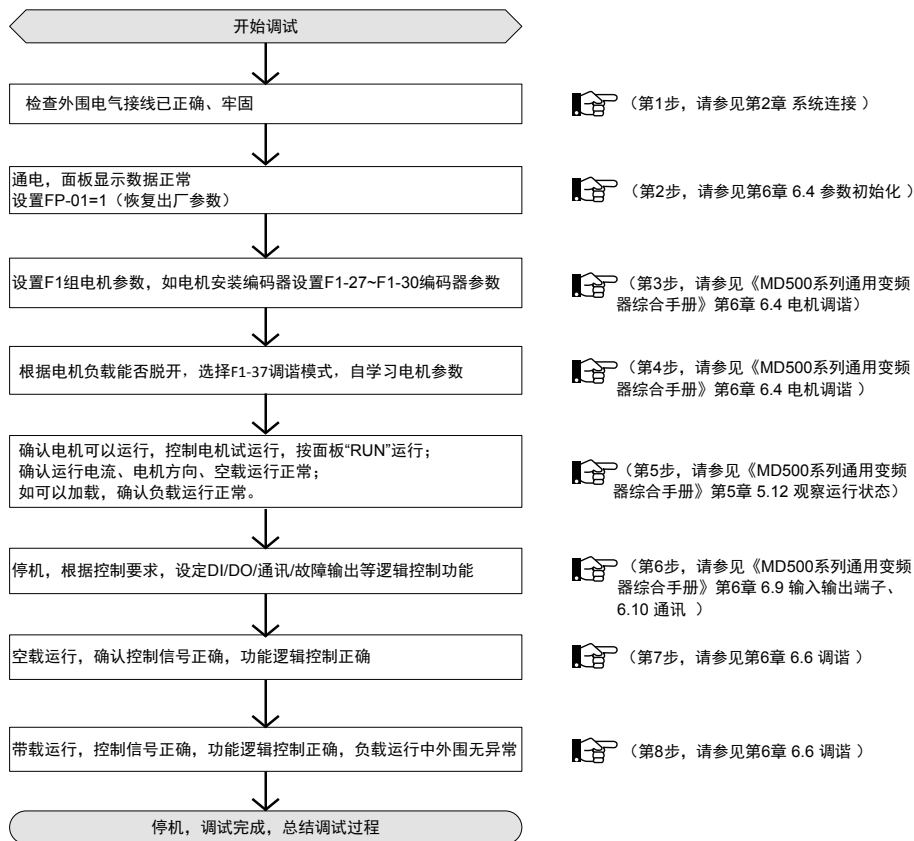 开始调试
检查外围电气接线已正确、牢固
（第1步，请参见第2章 系统连接 ）
通电，面板显示数据正常
设置FP-01=1（恢复出厂参数）
（第2步，请参见第6章 6.4 参数初始化 ）
设置F1组电机参数，如电机安装编码器设置F1-27~F1-30编码器参数
（第3步，请参见《MD500系列通用变频
器综合手册》第6章 6.4 电机调谐）
根据电机负载能否脱开，选择F1-37调谐模式，自学习电机参数
（第4步，请参见《MD500系列通用变频
器综合手册》第6章 6.4 电机调谐 ）
确认电机可以运行，控制电机试运行，按面板“RUN”运行；
确认运行电流、电机方向、空载运行正常；
如可以加载，确认负载运行正常。
（第5步，请参见《MD500系列通用变频
器综合手册》第5章 5.12 观察运行状态）
停机，根据控制要求，设定DI/DO/通讯/故障输出等逻辑控制功能
（第6步，请参见《MD500系列通用变频
器综合手册》第6章 6.9 输入输出端子、
6.10 通讯 ）
空载运行，确认控制信号正确，功能逻辑控制正确
（第7步，请参见第6章 6.6 调谐 ）
带载运行，控制信号正确，功能逻辑控制正确，负载运行中外围无异常
（第8步，请参见第6章 6.6 调谐 ）
停机，调试完成，总结调试过程